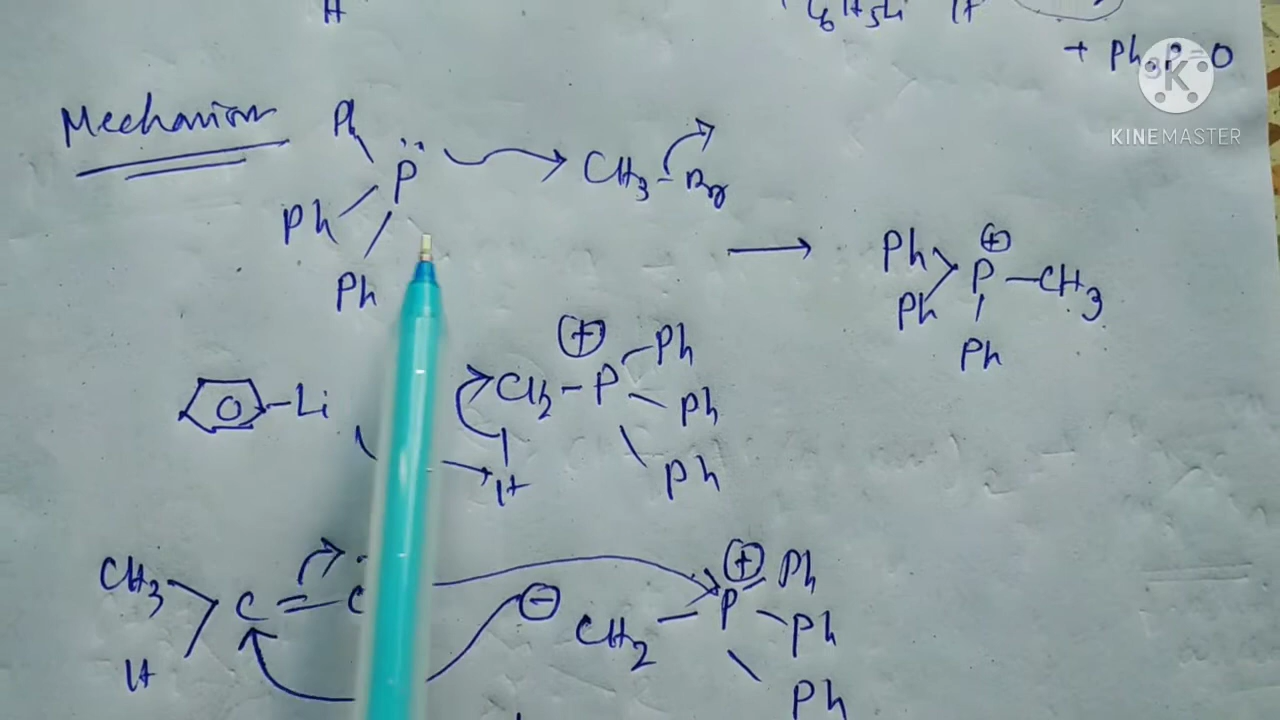 H C6H5Li H
+ Ph3P=O
KINEMASTER
Mechanism
Ph
P
CH3-Br
Ph
Ph
Ph
Ph
Ph
⊕
P-CH3
⊕
CH2-P
Ph
Ph
Ph
H
Li
CH3
H
C=
⊖
CH2-P
⊕
Ph
Ph
Ph